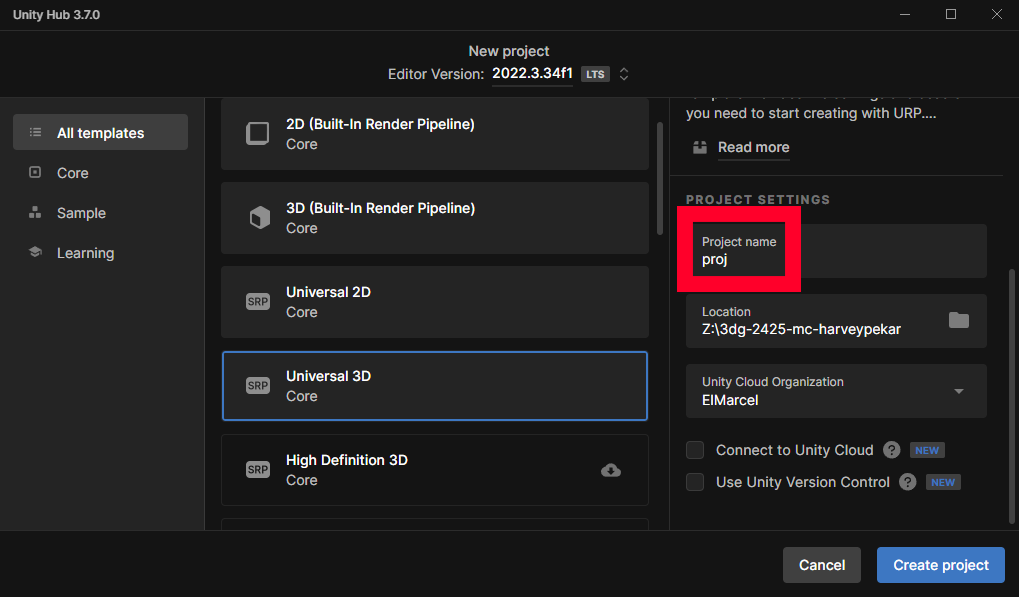 Unity Hub 3.7.0
New project
Editor Version: 2022.3.34f1 LTS
All templates
Core
Sample
Learning
2D (Built-In Render Pipeline)
Core
3D (Built-In Render Pipeline)
Core
SRP
Universal 2D
Core
SRP
Universal 3D
Core
SRP
High Definition 3D
Core
you need to start creating with URP....
Read more
PROJECT SETTINGS
Project name
proj
Location
Z:\3dg-2425-mc-harveypekar
Unity Cloud Organization
ElMarcel
Connect to Unity Cloud ? NEW
Use Unity Version Control ? NEW
Cancel
Create project